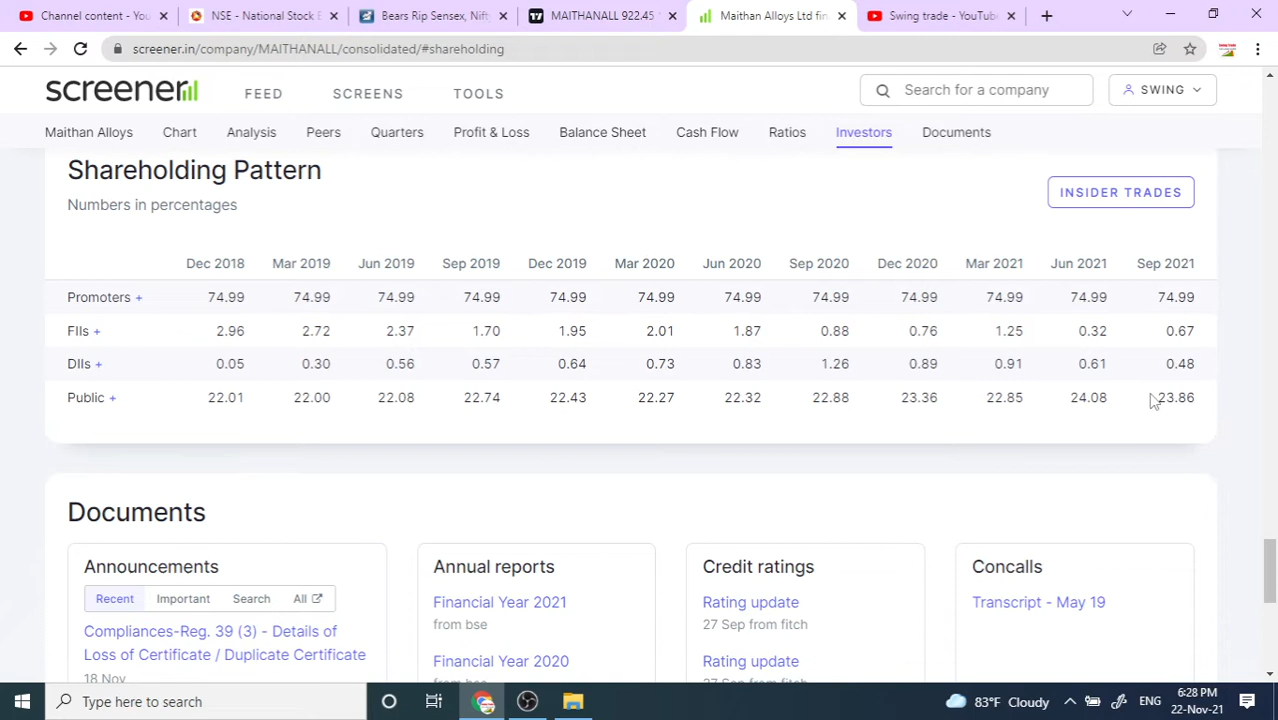 Channel content - You
NSE - National Stock E
Bears Rip Sensex, Nifty
MAITHANALL 922.45
Maithan Alloys Ltd fin
Swing trade - YouTube
screener.in/company/MAITHANALL/consolidated/#shareholding
screener
FEED
SCREENS
TOOLS
Search for a company
SWING
Maithan Alloys
Chart
Analysis
Peers
Quarters
Profit & Loss
Balance Sheet
Cash Flow
Ratios
Investors
Documents
Shareholding Pattern
INSIDER TRADES
Numbers in percentages
Dec 2018 Mar 2019 Jun 2019 Sep 2019 Dec 2019 Mar 2020 Jun 2020 Sep 2020 Dec 2020 Mar 2021 Jun 2021 Sep 2021
Promoters + 74.99 74.99 74.99 74.99 74.99 74.99 74.99 74.99 74.99 74.99 74.99 74.99
FIIs + 2.96 2.72 2.37 1.70 1.95 2.01 1.87 0.88 0.76 1.25 0.32 0.67
DIIs + 0.05 0.30 0.56 0.57 0.64 0.73 0.83 1.26 0.89 0.91 0.61 0.48
Public + 22.01 22.00 22.08 22.74 22.43 22.27 22.32 22.88 23.36 22.85 24.08 23.86
Documents
Announcements
Recent Important Search All
Compliances-Reg. 39 (3) - Details of
Loss of Certificate / Duplicate Certificate
18 Nov
Annual reports
Financial Year 2021
from bse
Financial Year 2020
from bse
Credit ratings
Rating update
27 Sep from fitch
Rating update
Concalls
Transcript - May 19
Type here to search
83°F Cloudy
ENG
6:28 PM
22-Nov-21